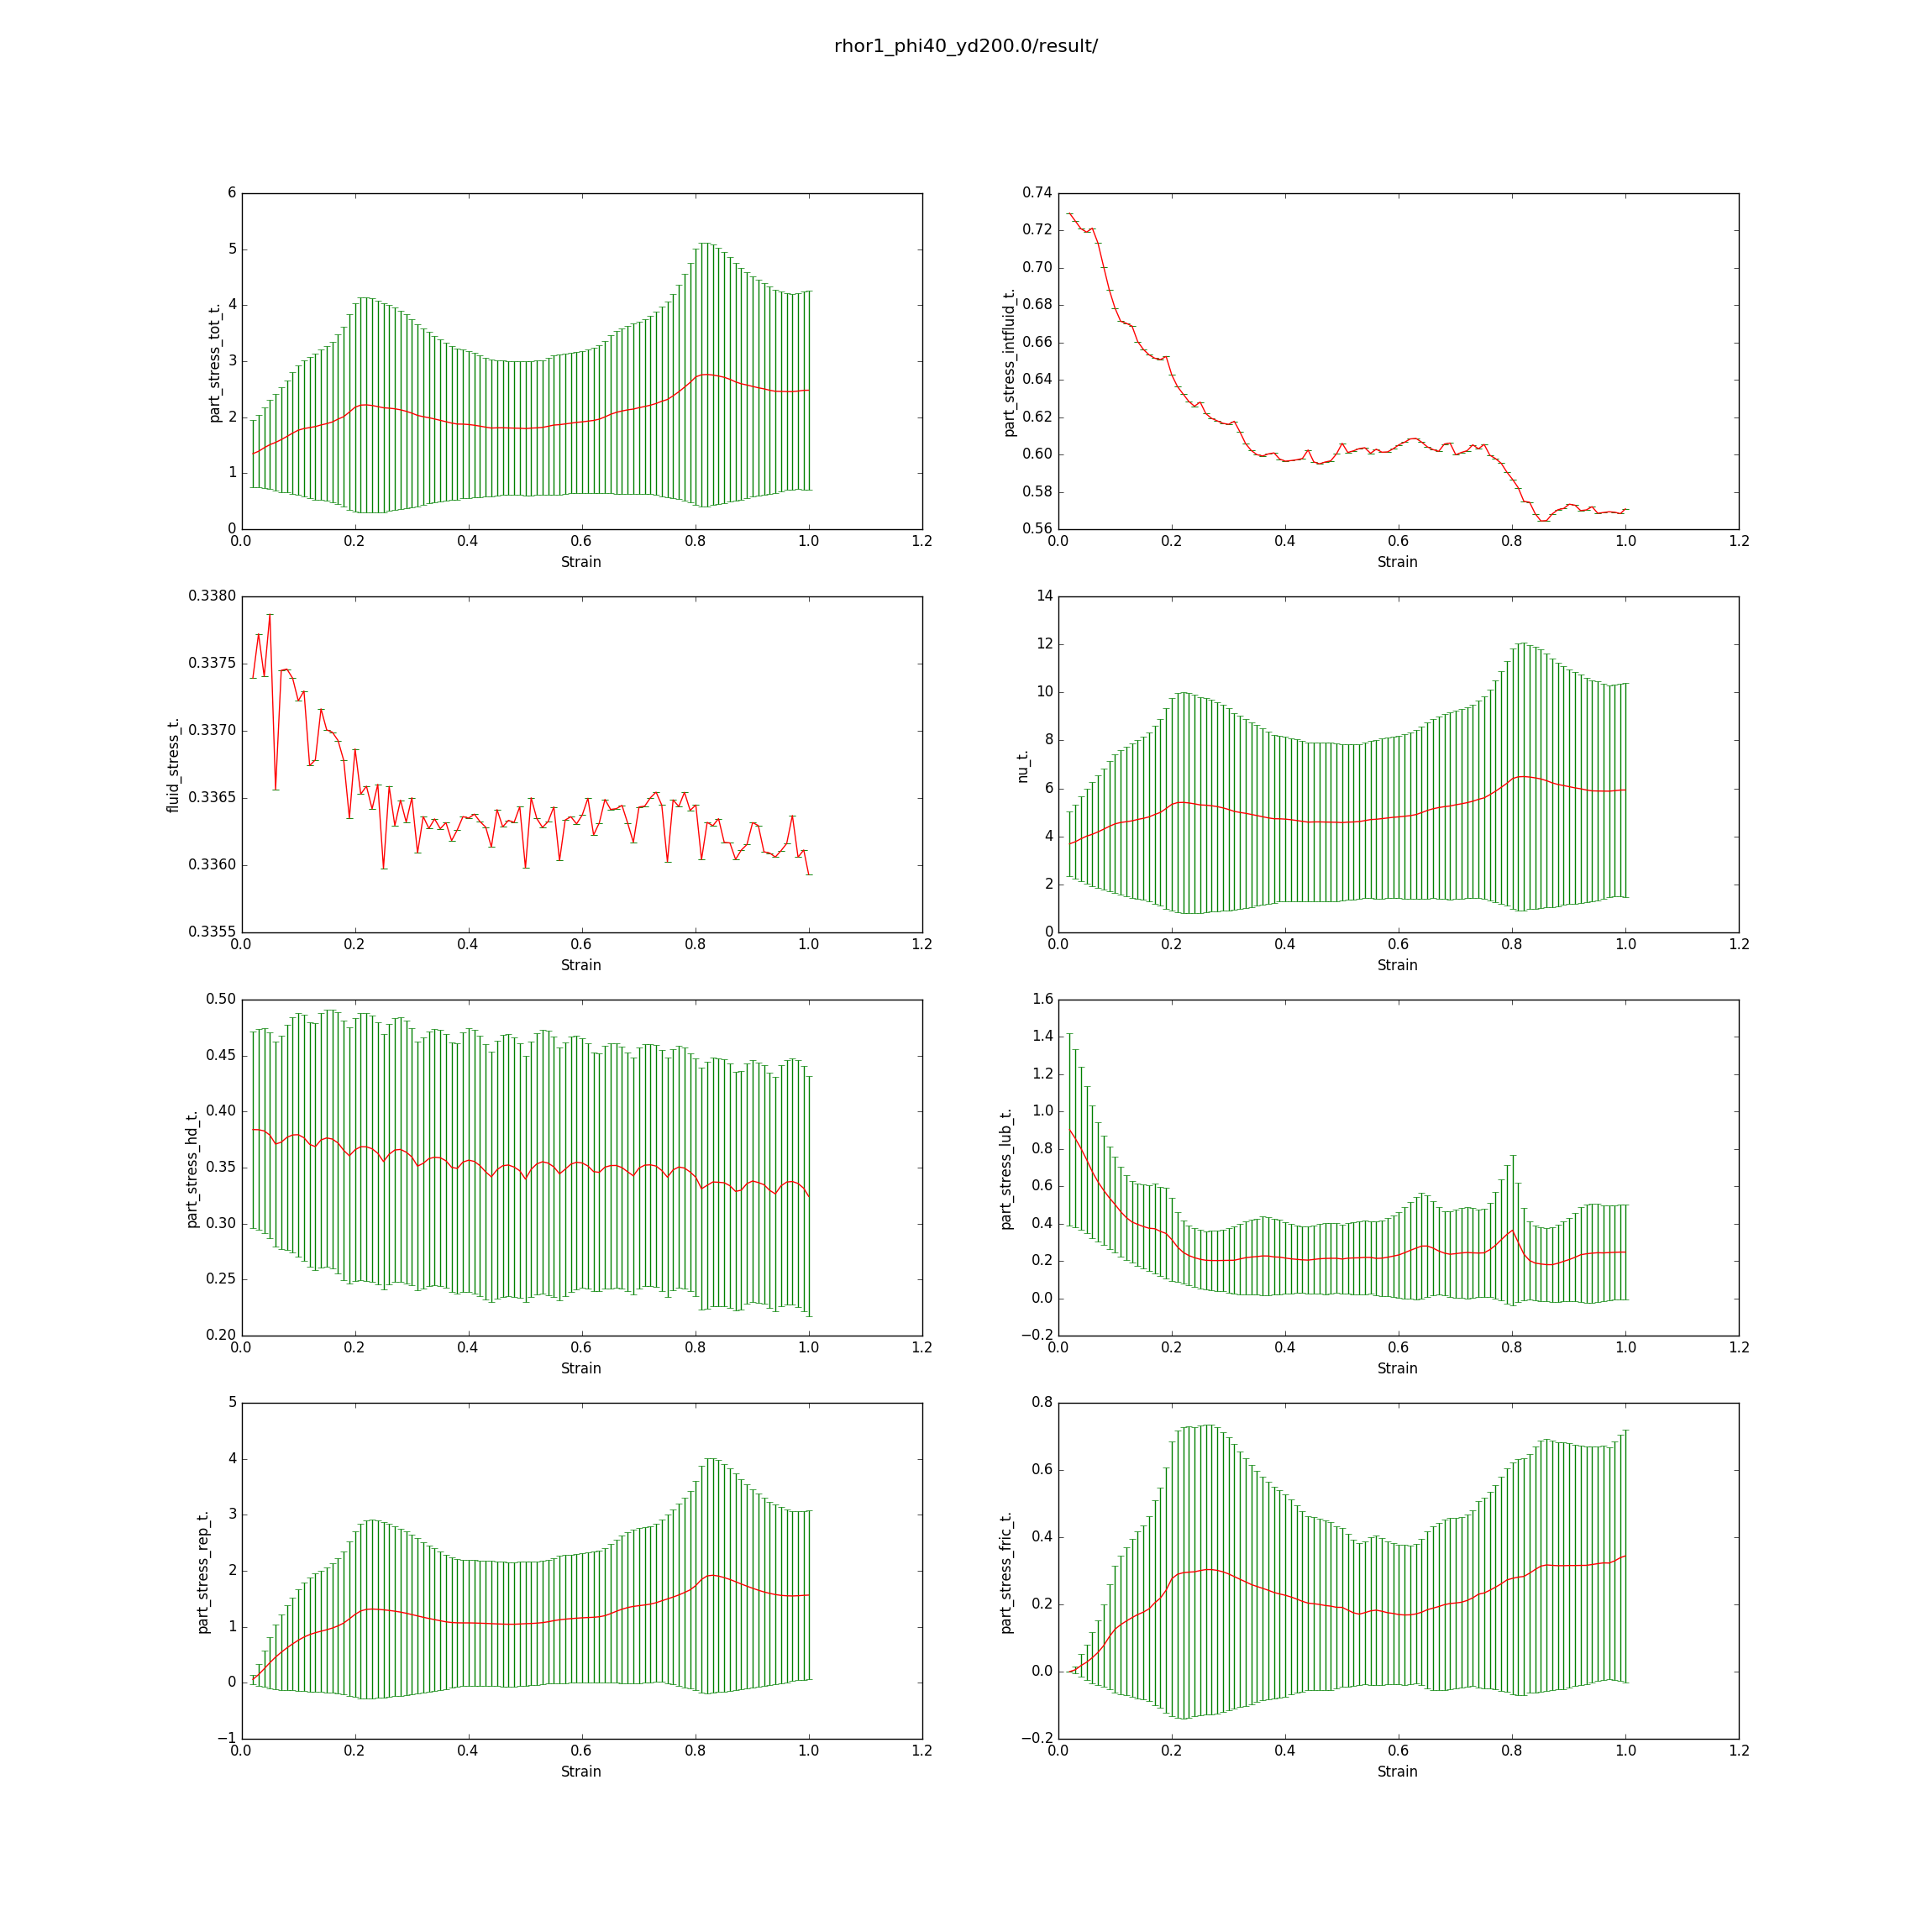 rhor1_phi40_yd200.0/result/
6
5
4
3
2
1
0
0.0 0.2 0.4 0.6 0.8 1.0 1.2
Strain
part_stress_tot_t.
0.74
0.72
0.70
0.68
0.66
0.64
0.62
0.60
0.58
0.56
0.0 0.2 0.4 0.6 0.8 1.0 1.2
Strain
part_stress_intfluid_t.
0.3380
0.3375
0.3370
0.3365
0.3360
0.3355
0.0 0.2 0.4 0.6 0.8 1.0 1.2
Strain
fluid_stress_t.
14
12
10
8
6
4
2
0
0.0 0.2 0.4 0.6 0.8 1.0 1.2
Strain
nu_t.
0.50
0.45
0.40
0.35
0.30
0.25
0.20
0.0 0.2 0.4 0.6 0.8 1.0 1.2
Strain
part_stress_hd_t.
1.6
1.4
1.2
1.0
0.8
0.6
0.4
0.2
0.0
−0.2
0.0 0.2 0.4 0.6 0.8 1.0 1.2
Strain
part_stress_lub_t.
5
4
3
2
1
0
−1
0.0 0.2 0.4 0.6 0.8 1.0 1.2
Strain
part_stress_rep_t.
0.8
0.6
0.4
0.2
0.0
−0.2
0.0 0.2 0.4 0.6 0.8 1.0 1.2
Strain
part_stress_fric_t.